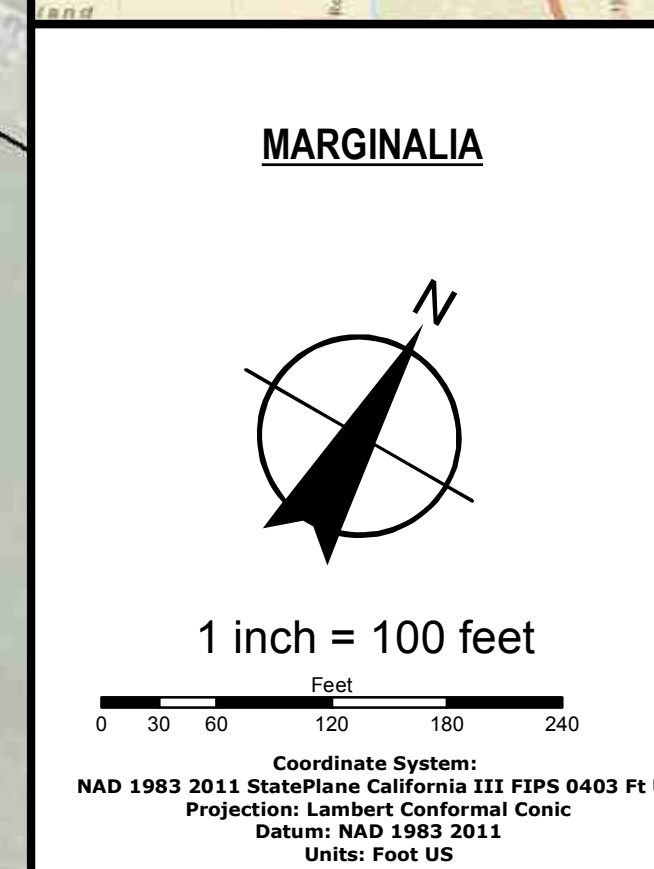 land
MARGINALIA
N
1 inch = 100 feet
Feet
0 30 60 120 180 240
Coordinate System:
NAD 1983 2011 StatePlane California III FIPS 0403 Ft
Projection: Lambert Conformal Conic
Datum: NAD 1983 2011
Units: Foot US